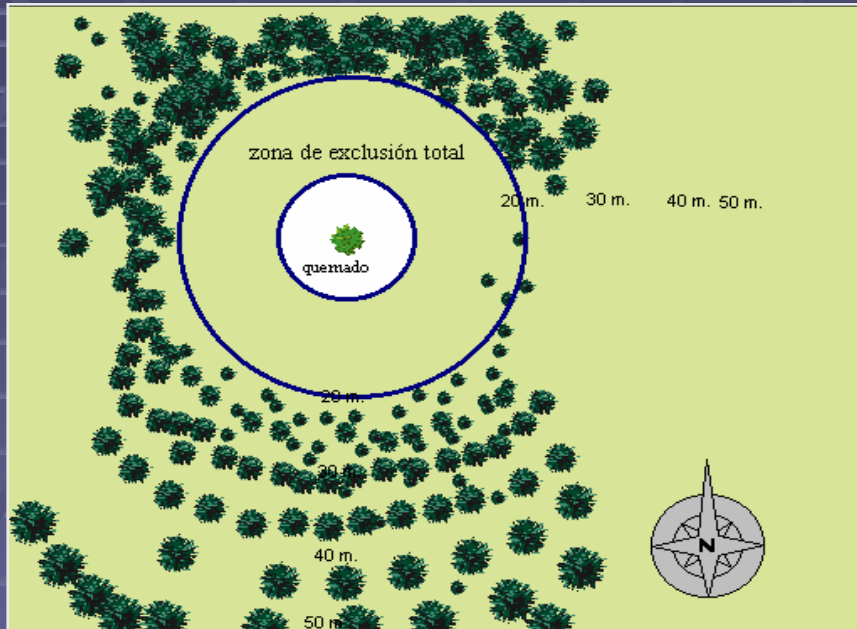 zona de exclusión total
20 m. 30 m. 40 m. 50 m.
quemado
20 m.
30 m.
40 m.
50 m.
N